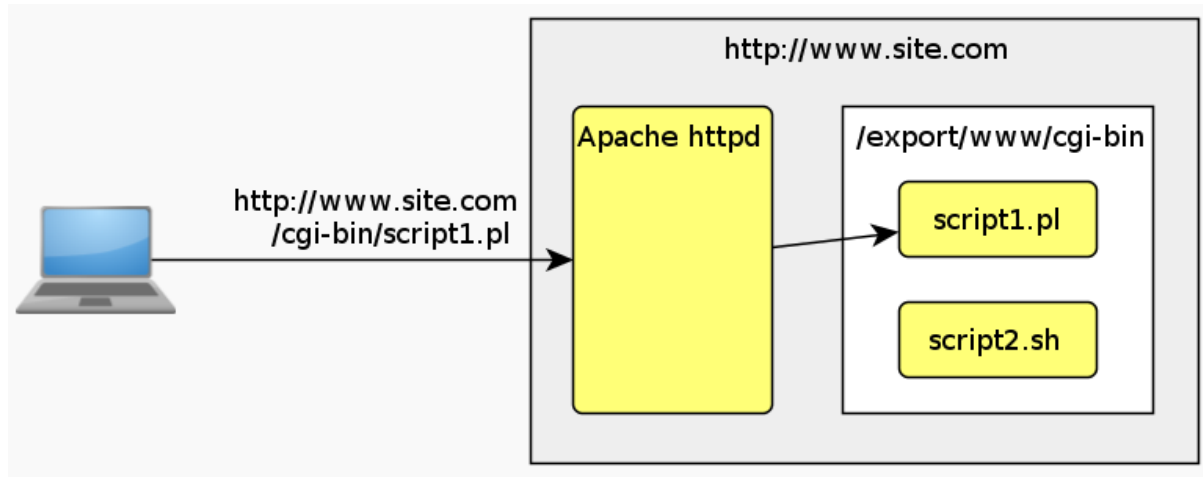 http://www.site.com
Apache httpd
/export/www/cgi-bin
http://www.site.com
/cgi-bin/script1.pl
script1.pl
script2.sh